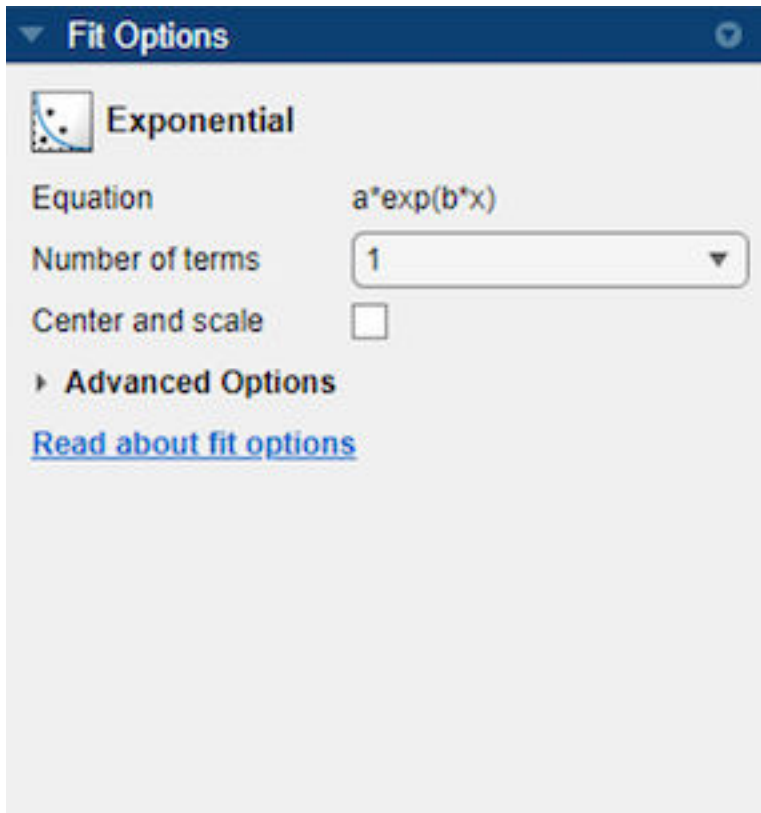 Fit Options
Exponential
Equation a*exp(b*x)
Number of terms 1
Center and scale
Advanced Options
Read about fit options